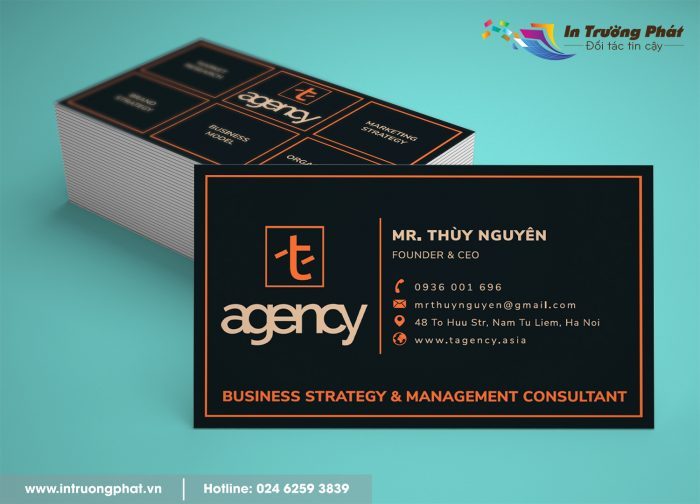 In Trường Phát
Đối tác tin cậy
MARKET
RESEARCH
BRAND
STRATEGY
t
agency
BUSINESS
MODEL
MARKETING
STRATEGY
t
agency
MR. THÙY NGUYÊN
FOUNDER & CEO
0936 001 696
mrthuynguyen@gmail.com
48 To Huu Str, Nam Tu Liem, Ha Noi
www.tagency.asia
BUSINESS STRATEGY & MANAGEMENT CONSULTANT
www.intruongphat.vn
Hotline: 024 6259 3839